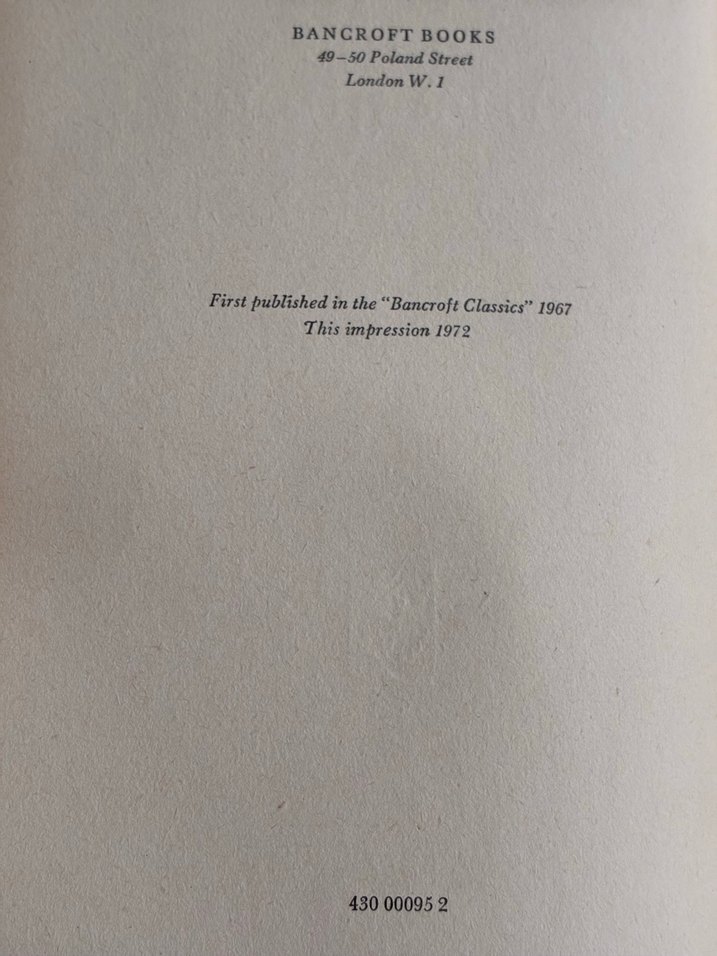 BANCROFT BOOKS
49–50 Poland Street
London W. 1
First published in the “Bancroft Classics” 1967
This impression 1972
430 00095 2